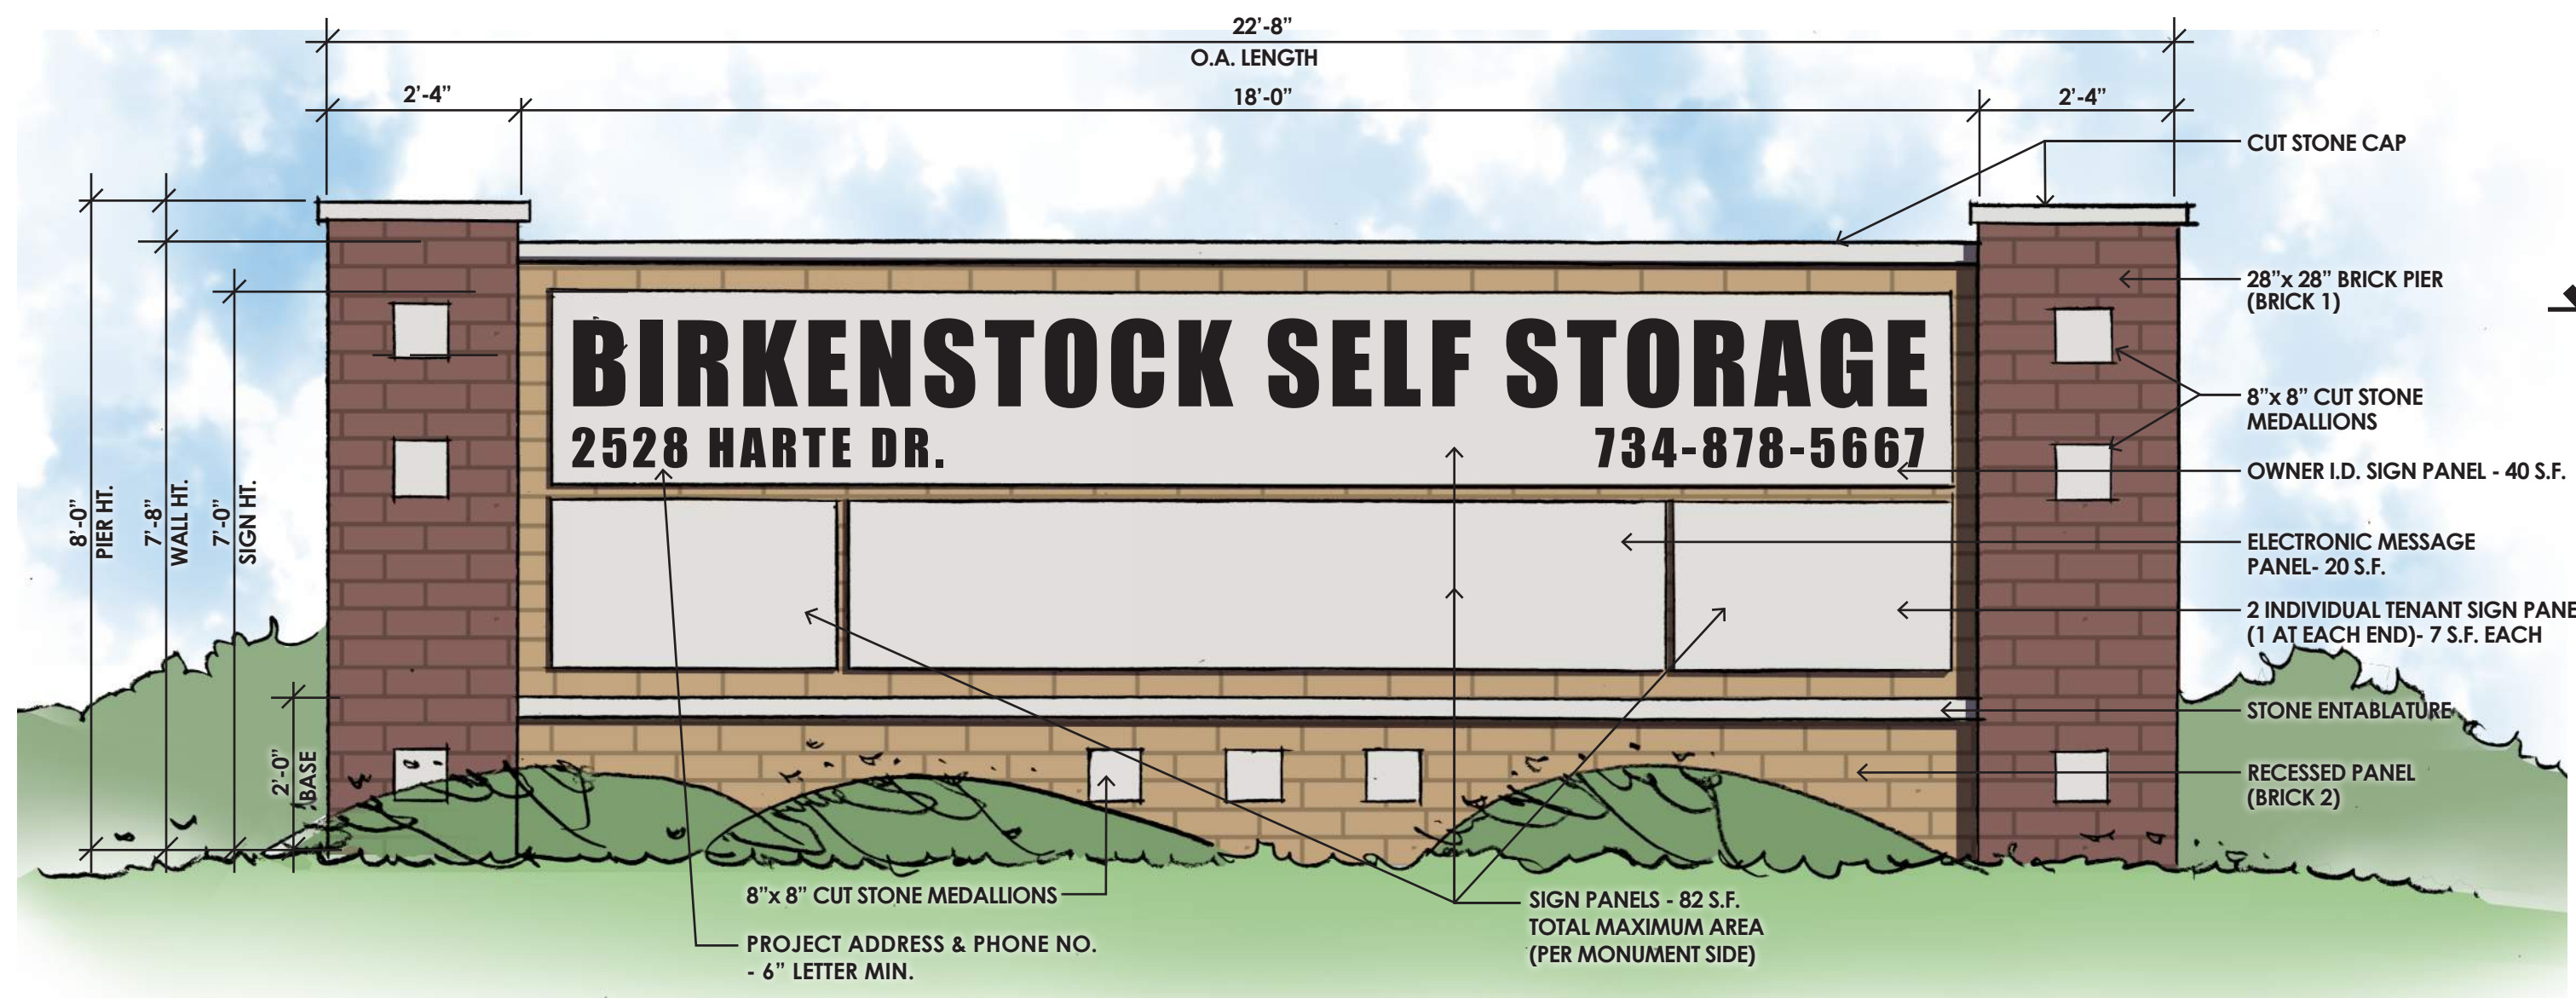 22'-8"
O.A. LENGTH
2'-4"
18'-0"
2'-4"
CUT STONE CAP
28"x 28" BRICK PIER
(BRICK 1)
8"x 8" CUT STONE
MEDALLIONS
OWNER I.D. SIGN PANEL - 40 S.F.
ELECTRONIC MESSAGE
PANEL- 20 S.F.
2 INDIVIDUAL TENANT SIGN PANE
(1 AT EACH END)- 7 S.F. EACH
STONE ENTABLATURE
RECESSED PANEL
(BRICK 2)
BIRKENSTOCK SELF STORAGE
2528 HARTE DR.
734-878-5667
8'-0"
PIER HT.
7'-8"
WALL HT.
7'-0"
SIGN HT.
2'-0"
BASE
8"x 8" CUT STONE MEDALLIONS
PROJECT ADDRESS & PHONE NO.
- 6" LETTER MIN.
SIGN PANELS - 82 S.F.
TOTAL MAXIMUM AREA
(PER MONUMENT SIDE)